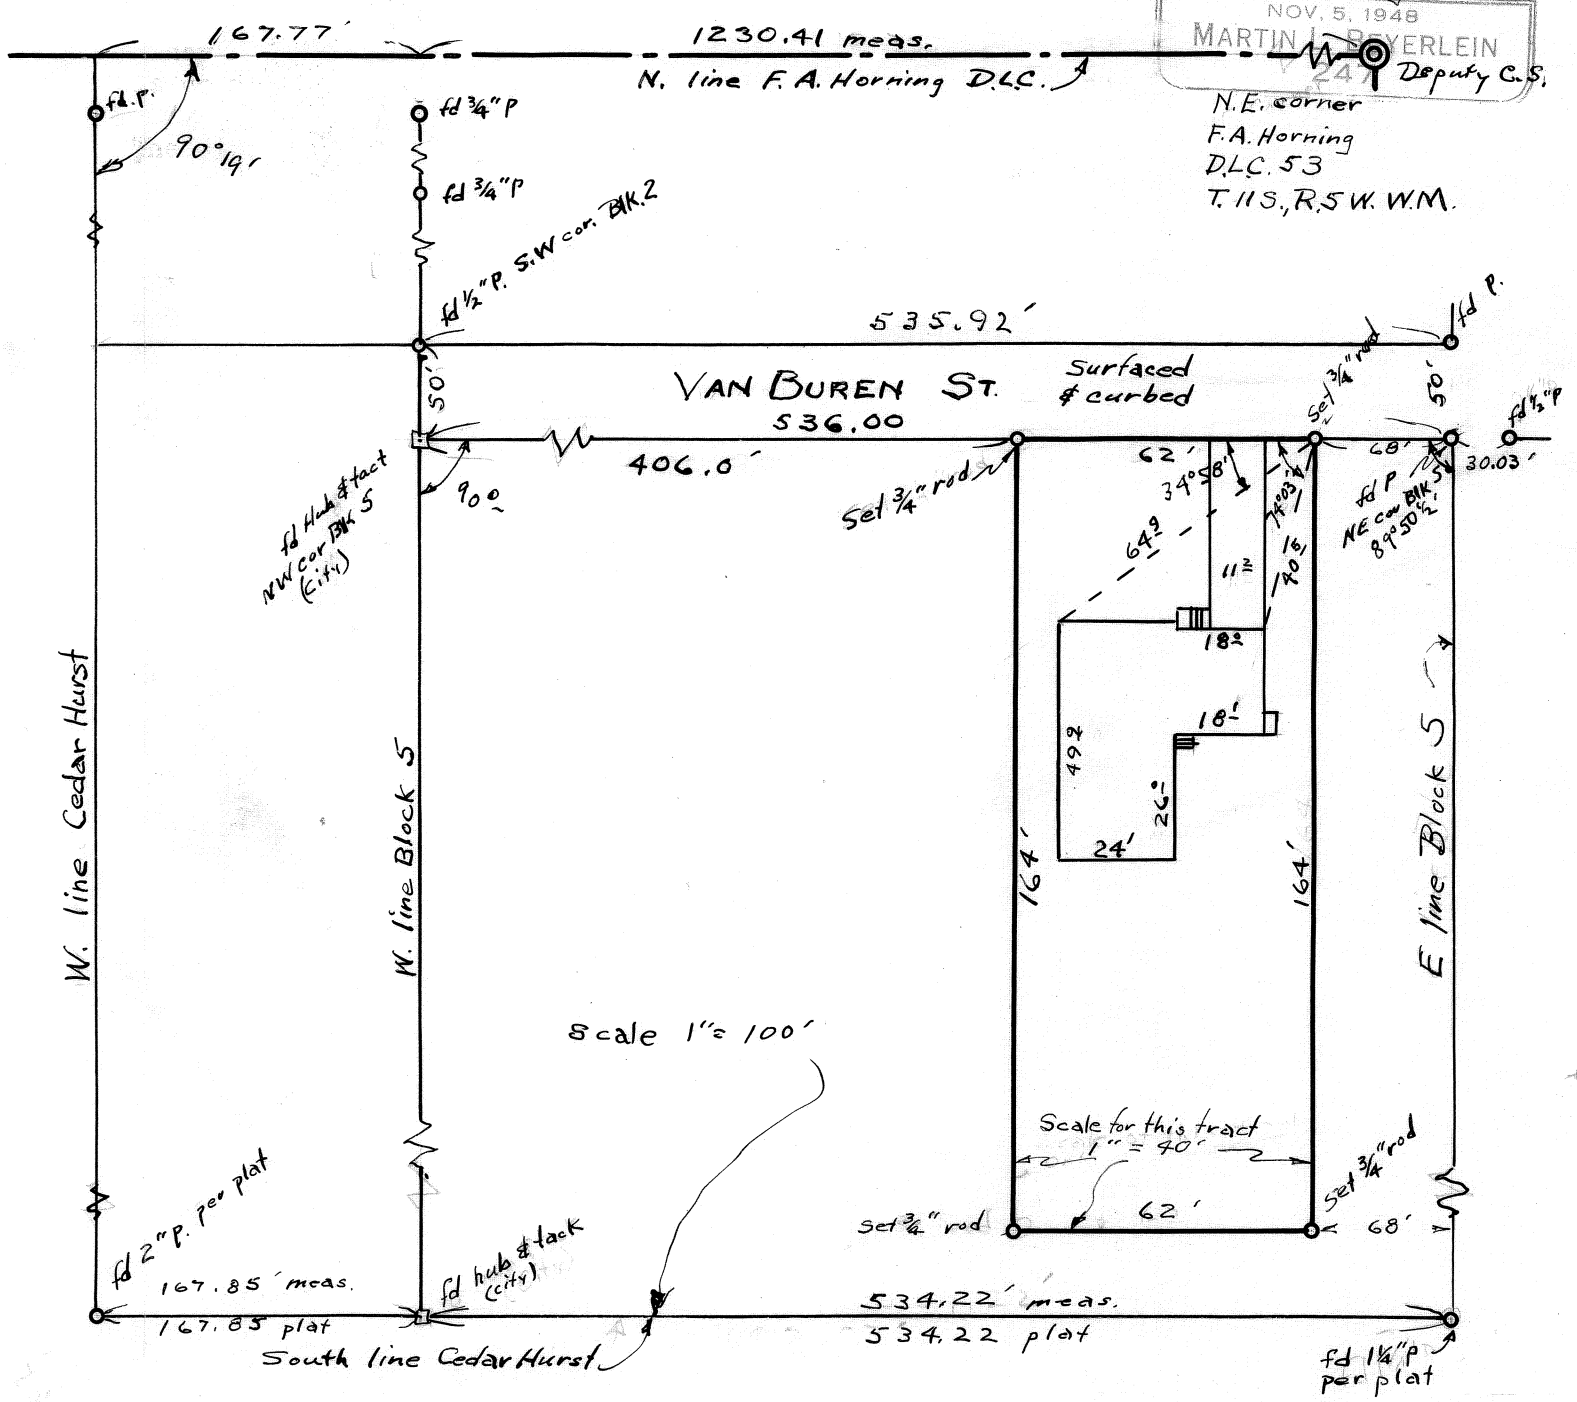 NOV. 5, 1948
MARTIN L. BEYERLEIN
247
Deputy C.S.
167.77'
1230.41 meas.
N. line F. A. Horning D.L.C.
N.E. corner
F.A. Horning
D.L.C. 53
T. 11 S., R. 5 W. W.M.
fd. p.
90°19'
fd 3/4" P
fd 3/4" P
fd 1/2" P. S.W cor. Blk. 2
535.92'
fd P.
50'
VAN BUREN ST.
Surfaced
& curbed
Set 3/4" rod
50'
fd 1/2" P
536.00
406.0'
62'
68'
30.03'
90°
fd Hub & tact
NW cor Blk 5
(city)
Set 3/4" rod
34°58'
74°03'
fd P
NE cor Blk 5
89°50 1/2'
64.9
11.2
40.16
18.0
18.1
49.2
26.0
24'
164'
164'
W. line Cedar Hurst
W. line Block 5
E line Block 5
Scale 1" = 100'
Scale for this tract
1" = 40'
62'
Set 3/4" rod
Set 3/4" rod
68'
fd 2" P. per plat
fd hub & tack
(city)
167.85' meas.
167.85 plat
534.22' meas.
534.22 plat
South line Cedar Hurst
fd 1 1/4" P
per plat